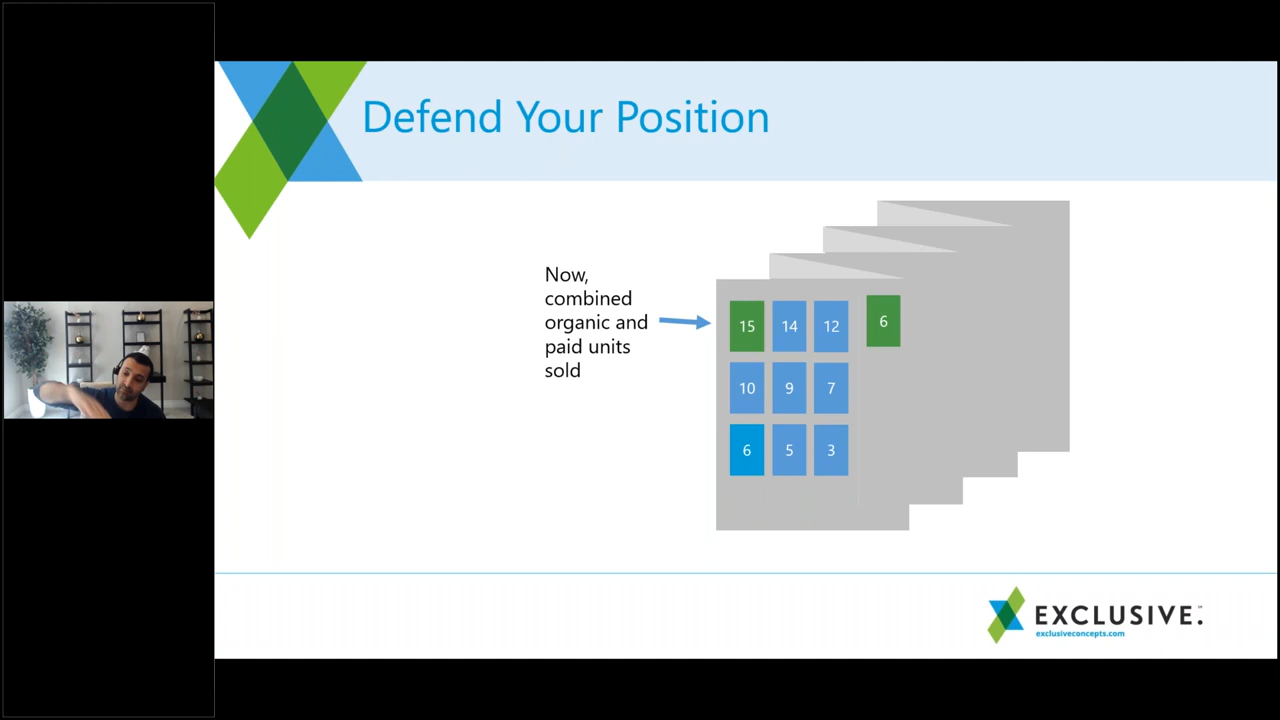 Defend Your Position
Now,
combined
organic and
paid units
sold
15 14 12 6
10 9 7
6 5 3
EXCLUSIVE.
exclusiveconcepts.com